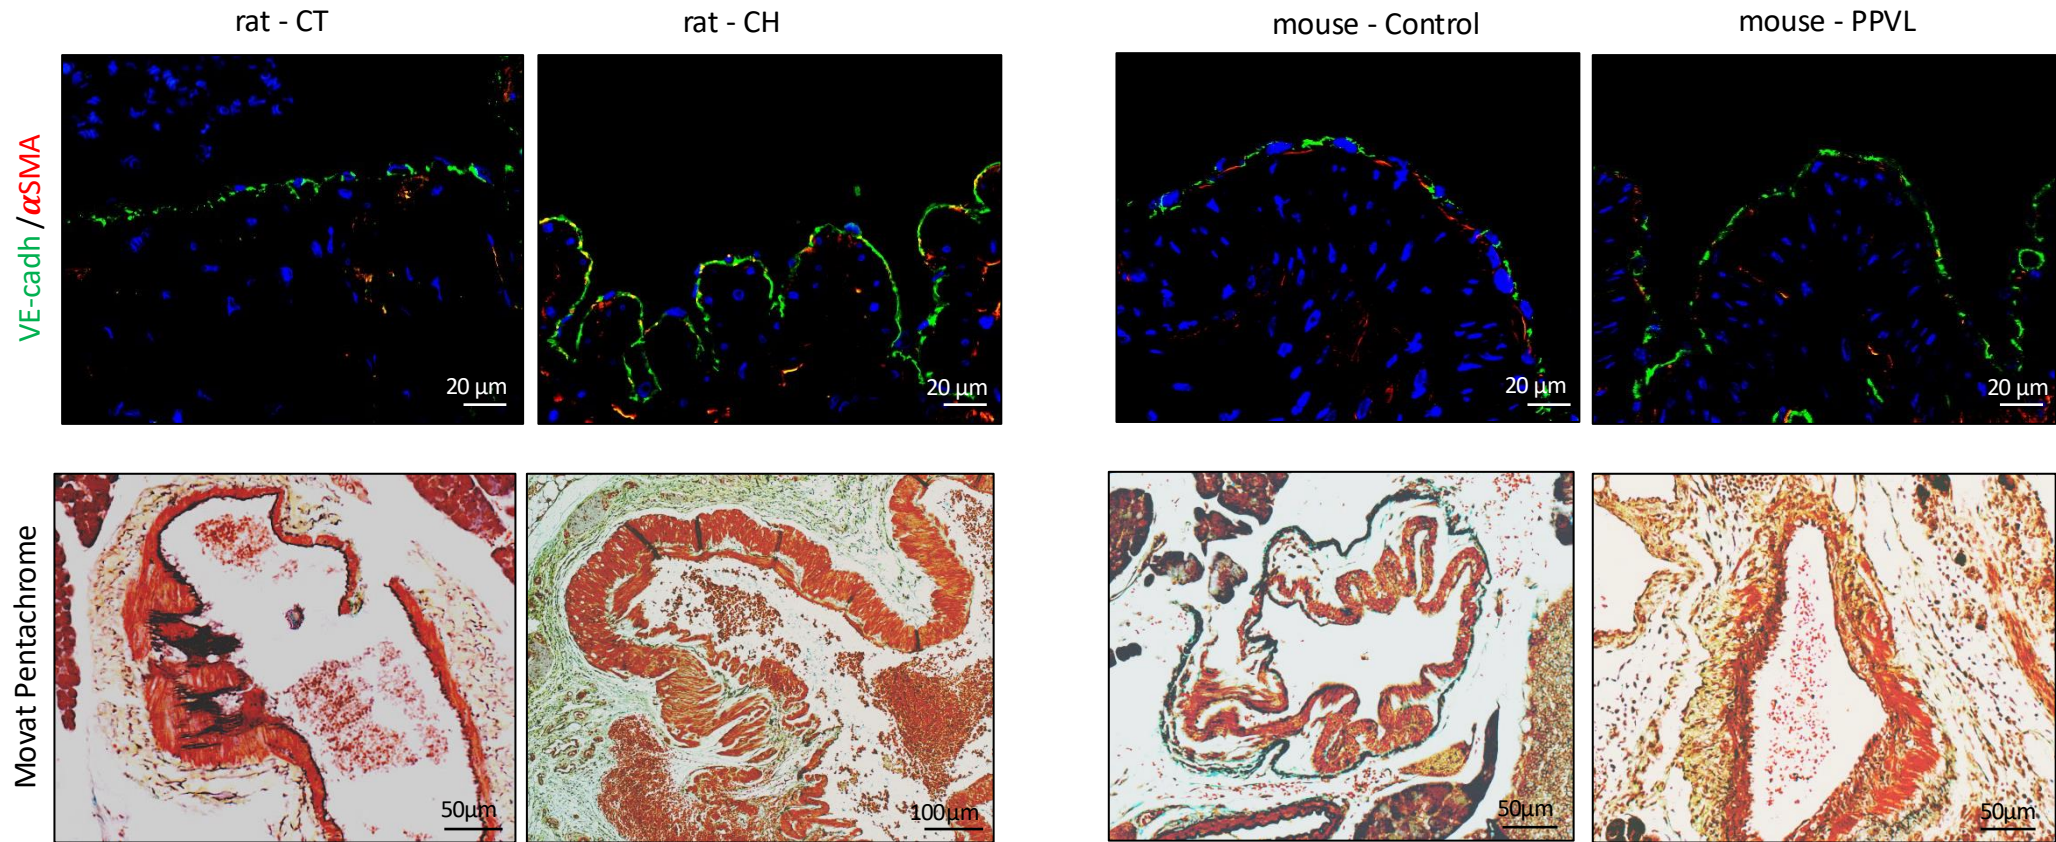 rat - CT
rat - CH
mouse - Control
mouse - PPVL
VE-cadh / αSMA
20 µm
20 µm
20 µm
20 µm
Movat Pentachrome
50µm
100µm
50µm
50µm